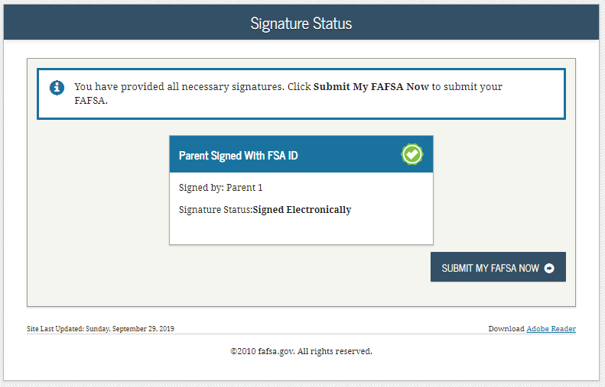 Signature Status
You have provided all necessary signatures. Click Submit My FAFSA Now to submit your
FAFSA.
Parent Signed With FSA ID
Signed by: Parent 1
Signature Status:Signed Electronically
SUBMIT MY FAFSA NOW
Site Last Updated: Sunday, September 29, 2019
Download Adobe Reader
©2010 fafsa.gov. All rights reserved.